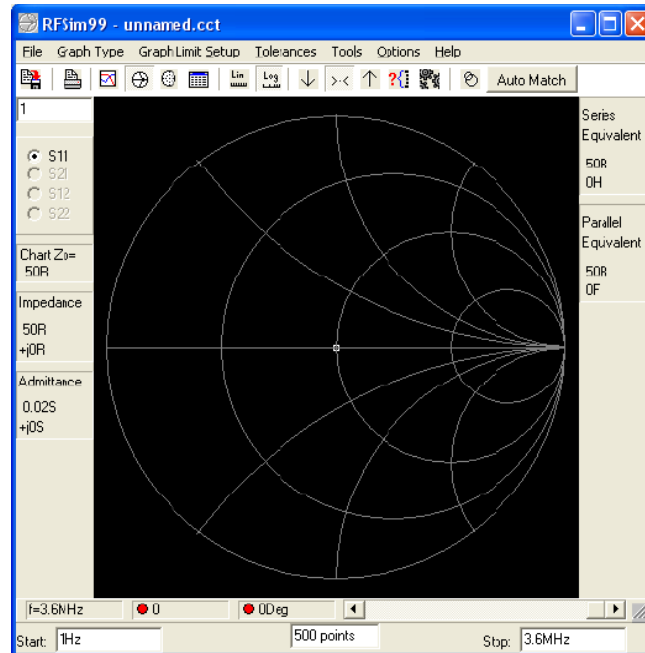 RFSim99 - unnamed.cct
File Graph Type Graph Limit Setup Tolerances Tools Options Help
Lin Log ?{} Auto Match
1
S11
S21
S12
S22
Chart Zo=
50R
Impedance
50R
+j0R
Admittance
0.02S
+j0S
Series
Equivalent
50R
0H
Parallel
Equivalent
50R
0F
f=3.6MHz 0 0Deg
Start: 1Hz 500 points Stop: 3.6MHz